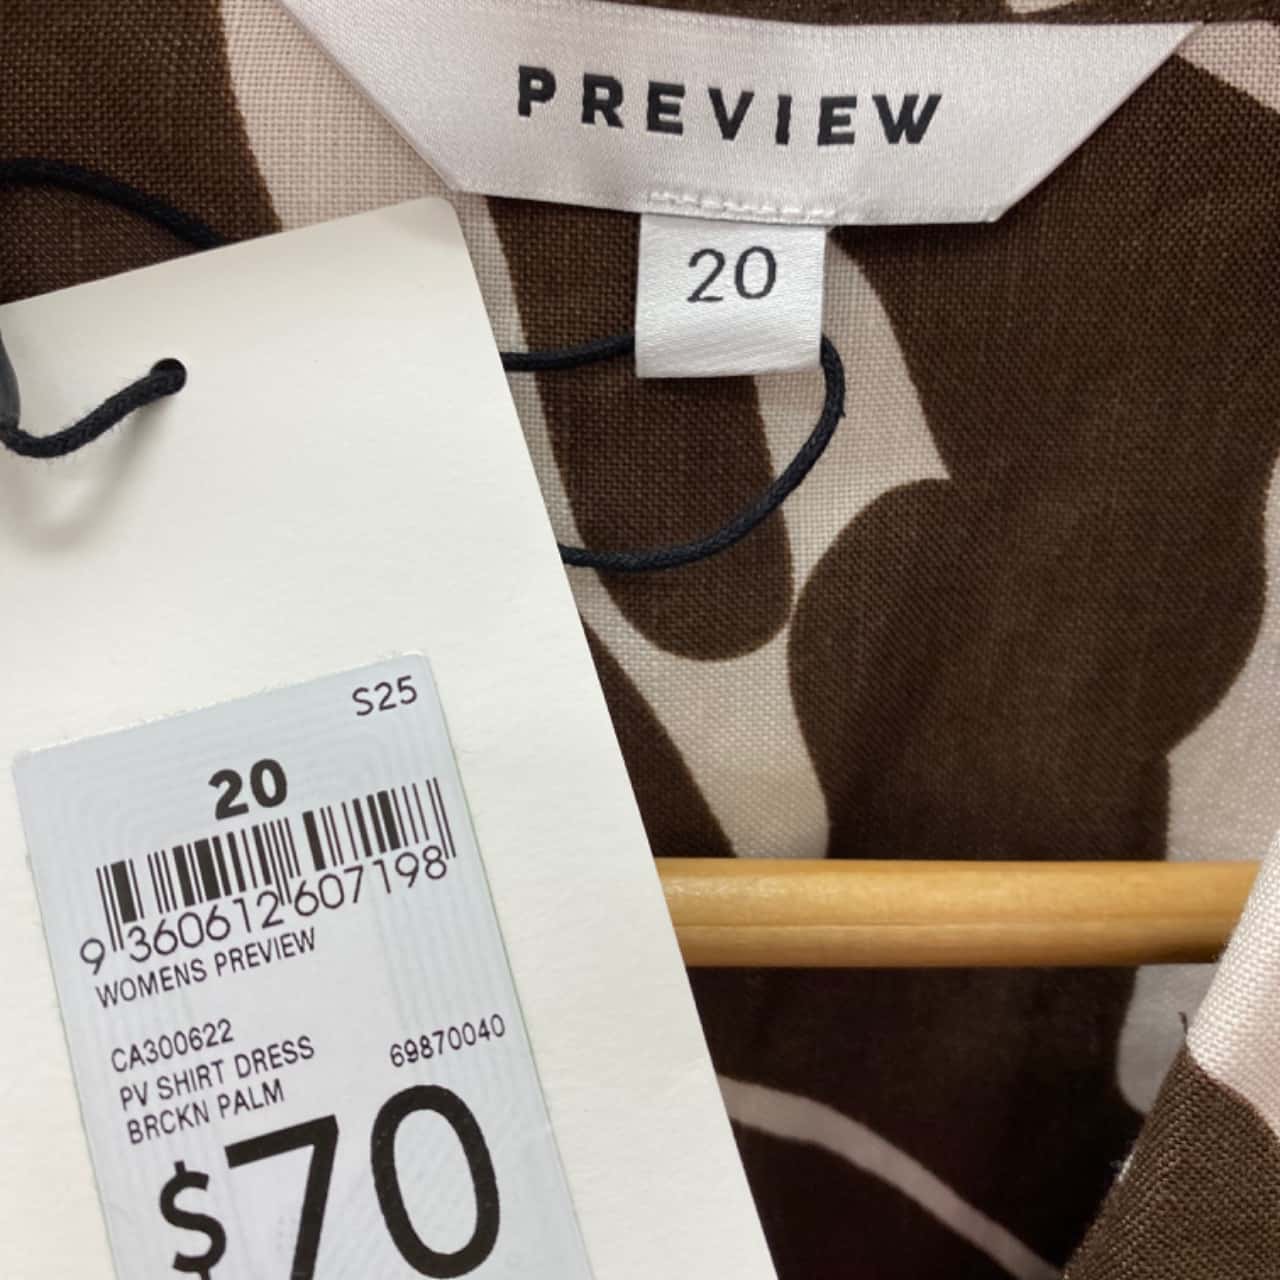 PREVIEW
20
S25
20
9 360612 607198
WOMENS PREVIEW
CA300622 69870040
PV SHIRT DRESS
BRCKN PALM
$70